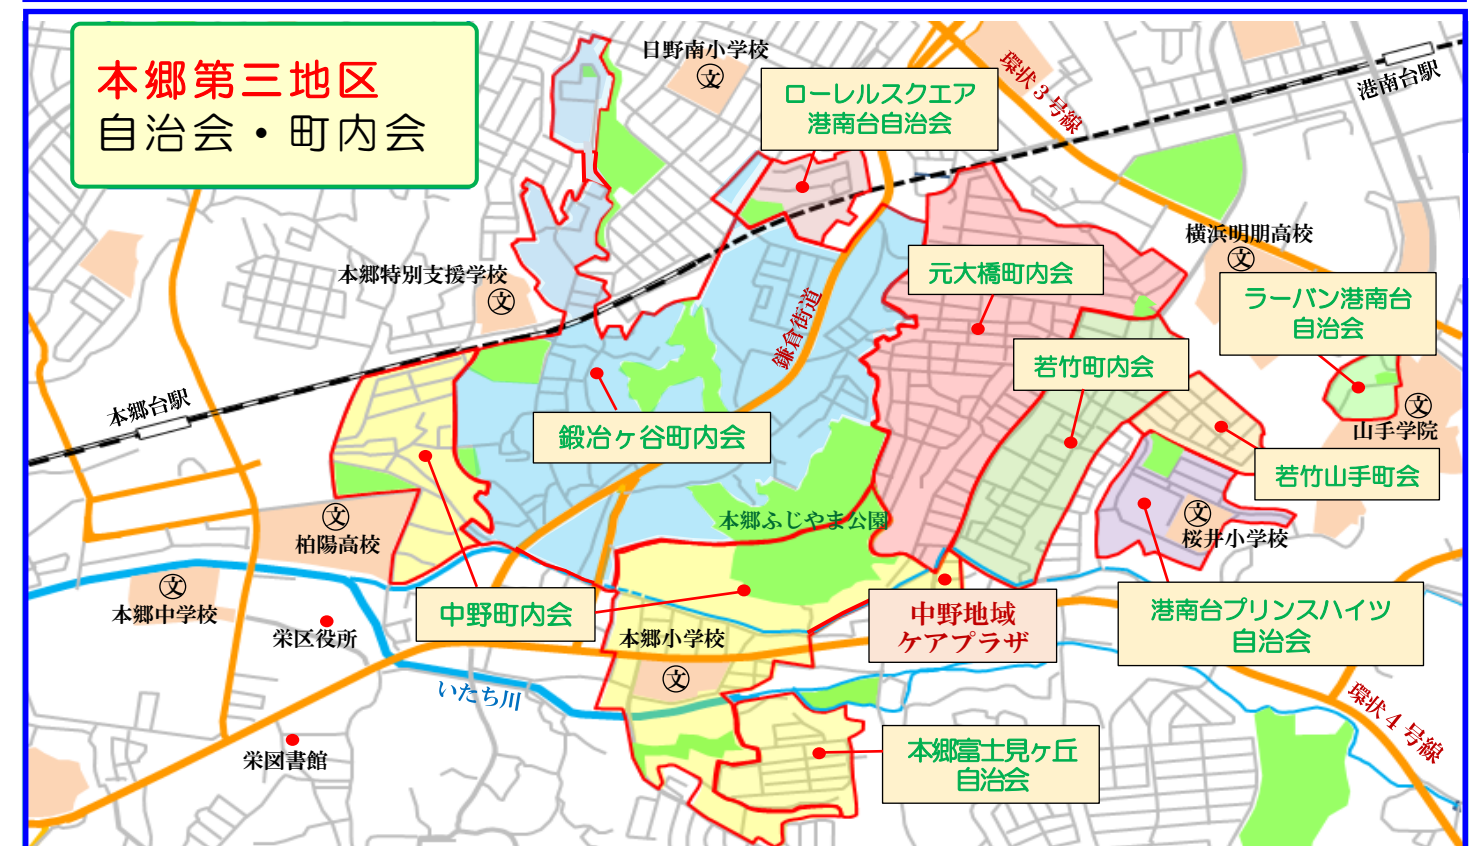 本郷第三地区
自治会・町内会
日野南小学校
文
ローレルスクエア
港南台自治会
環状3号線
港南台駅
横浜明朋高校
文
本郷特別支援学校
文
元大橋町内会
ラーバン港南台
自治会
鎌倉街道
若竹町内会
本郷台駅
文
山手学院
鍛冶ヶ谷町内会
若竹山手町会
本郷ふじやま公園
文
柏陽高校
文
桜井小学校
文
本郷中学校
中野町内会
中野地域
ケアプラザ
港南台プリンスハイツ
自治会
栄区役所
本郷小学校
文
いたち川
環状4号線
栄図書館
本郷富士見ヶ丘
自治会